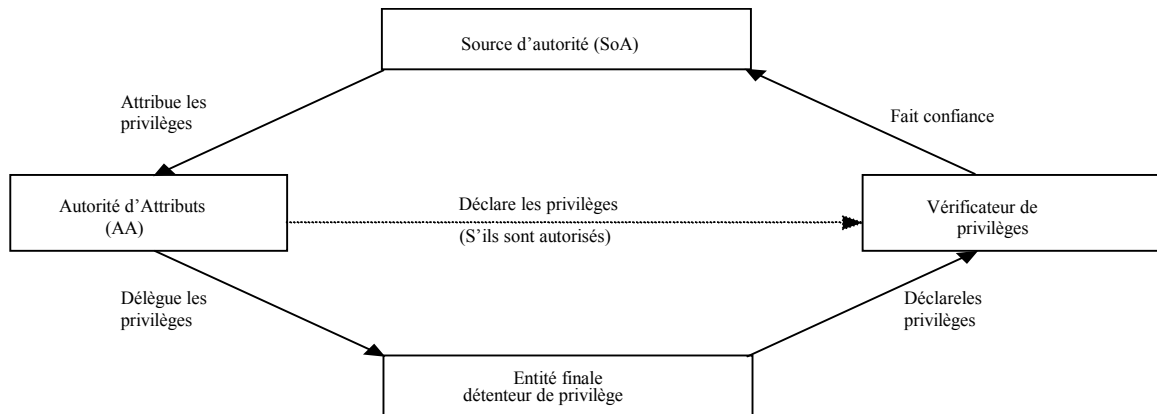 Source d'autorité (SoA)
Attribue les
privilèges
Fait confiance
Autorité d'Attributs
(AA)
Déclare les privilèges
(S'ils sont autorisés)
Vérificateur de
privilèges
Délègue les
privilèges
Déclareles
privilèges
Entité finale
détenteur de privilège